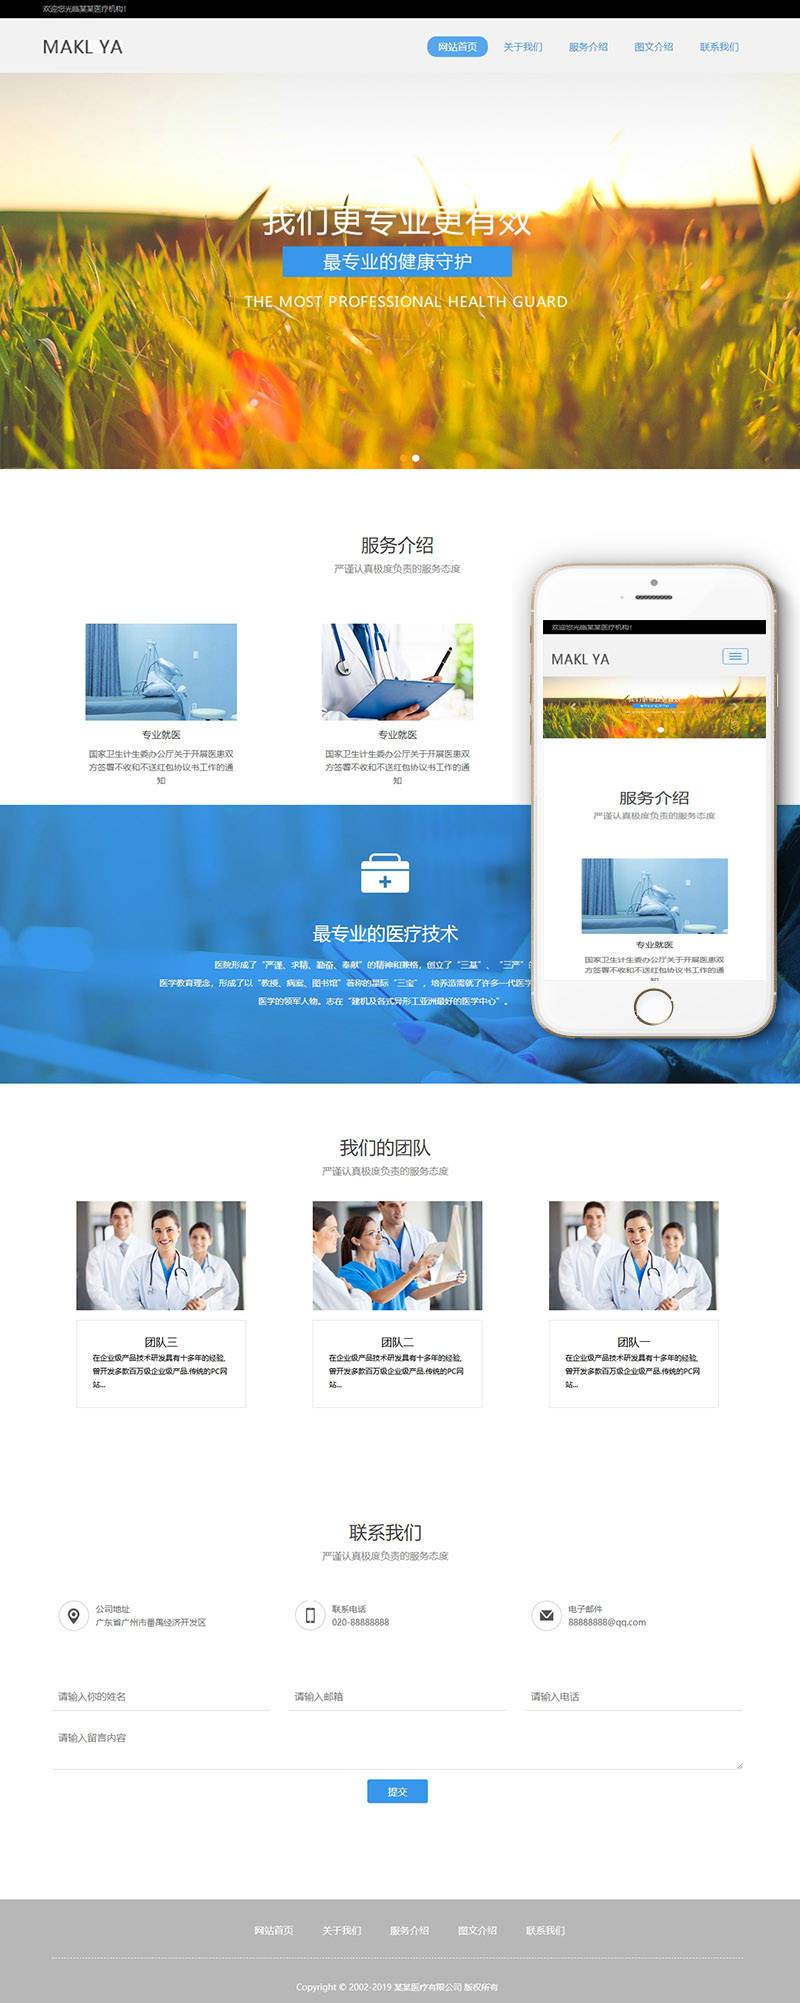 欢迎您光临某某医疗机构!
MAKL YA
网站首页 关于我们 服务介绍 图文介绍 联系我们
我们更专业更有效
最专业的健康守护
THE MOST PROFESSIONAL HEALTH GUARD
服务介绍
严谨认真极度负责的服务态度
专业就医
国家卫生计生委办公厅关于开展医患双
方签署不收和不送红包协议书工作的通
知
专业就医
国家卫生计生委办公厅关于开展医患双
方签署不收和不送红包协议书工作的通
知
欢迎您光临某某医疗机构!
MAKL YA
服务介绍
严谨认真极度负责的服务态度
专业就医
国家卫生计生委办公厅关于开展医患双
方签署不收和不送红包协议书工作的通
最专业的医疗技术
医院形成了“严谨、求精、勤奋、奉献”的精神和兼格，创立了“三基”、“三严”的
医学教育理念，形成了以“教授、病案、图书馆”著称的星际“三宝”，培养造需就了许多一代医学
医学的领军人物。志在“建机及各式异形工亚洲最好的医学中心”。
我们的团队
严谨认真极度负责的服务态度
团队三
在企业级产品技术研发具有十多年的经验,
曾开发多款百万级企业级产品.传统的PC网
站...
团队二
在企业级产品技术研发具有十多年的经验,
曾开发多款百万级企业级产品.传统的PC网
站...
团队一
在企业级产品技术研发具有十多年的经验,
曾开发多款百万级企业级产品.传统的PC网
站...
联系我们
严谨认真极度负责的服务态度
公司地址
广东省广州市番禺经济开发区
联系电话
020-88888888
电子邮件
88888888@qq.com
请输入你的姓名
请输入邮箱
请输入电话
请输入留言内容
提交
网站首页 关于我们 服务介绍 图文介绍 联系我们
Copyright © 2002-2019 某某医疗有限公司 版权所有